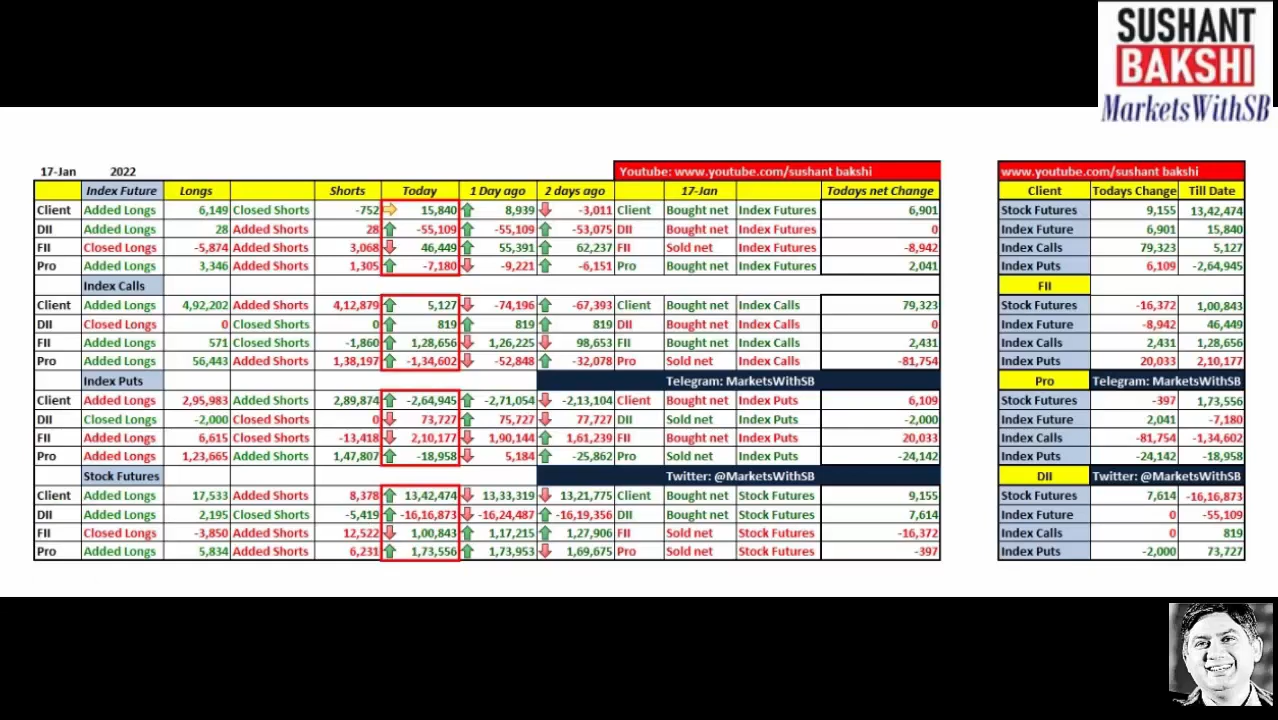 SUSHANT
BAKSHI
MarketsWithSB
17-Jan 2022 Youtube: www.youtube.com/sushant bakshi
Index Future Longs Shorts Today 1 Day ago 2 days ago 17-Jan Todays net Change
Client Added Longs 6,149 Closed Shorts -752 15,840 8,939 -3,011 Client Bought net Index Futures 6,901
DII Added Longs 28 Added Shorts 28 -55,109 -55,109 -53,075 DII Bought net Index Futures 0
FII Closed Longs -5,874 Added Shorts 3,068 46,449 55,391 62,237 FII Sold net Index Futures -8,942
Pro Added Longs 3,346 Added Shorts 1,305 -7,180 -9,221 -6,151 Pro Bought net Index Futures 2,041
Index Calls
Client Added Longs 4,92,202 Added Shorts 4,12,879 5,127 -74,196 -67,393 Client Bought net Index Calls 79,323
DII Closed Longs 0 Closed Shorts 0 819 819 819 DII Bought net Index Calls 0
FII Added Longs 571 Closed Shorts -1,860 1,28,656 1,26,225 98,653 FII Bought net Index Calls 2,431
Pro Added Longs 56,443 Added Shorts 1,38,197 -1,34,602 -52,848 -32,078 Pro Sold net Index Calls -81,754
Index Puts Telegram: MarketsWithSB
Client Added Longs 2,95,983 Added Shorts 2,89,874 -2,64,945 -2,71,054 -2,13,104 Client Bought net Index Puts 6,109
DII Closed Longs -2,000 Closed Shorts 0 73,727 75,727 77,727 DII Sold net Index Puts -2,000
FII Added Longs 6,615 Closed Shorts -13,418 2,10,177 1,90,144 1,61,239 FII Bought net Index Puts 20,033
Pro Added Longs 1,23,665 Added Shorts 1,47,807 -18,958 5,184 -25,862 Pro Sold net Index Puts -24,142
Stock Futures Twitter: @MarketsWithSB
Client Added Longs 17,533 Added Shorts 8,378 13,42,474 13,33,319 13,21,775 Client Bought net Stock Futures 9,155
DII Added Longs 2,195 Closed Shorts -5,419 -16,16,873 -16,24,487 -16,19,356 DII Bought net Stock Futures 7,614
FII Closed Longs -3,850 Added Shorts 12,522 1,00,843 1,17,215 1,27,906 FII Sold net Stock Futures -16,372
Pro Added Longs 5,834 Added Shorts 6,231 1,73,556 1,73,953 1,69,675 Pro Sold net Stock Futures -397
www.youtube.com/sushant bakshi
Client Todays Change Till Date
Stock Futures 9,155 13,42,474
Index Future 6,901 15,840
Index Calls 79,323 5,127
Index Puts 6,109 -2,64,945
FII
Stock Futures -16,372 1,00,843
Index Future -8,942 46,449
Index Calls 2,431 1,28,656
Index Puts 20,033 2,10,177
Pro Telegram: MarketsWithSB
Stock Futures -397 1,73,556
Index Future 2,041 -7,180
Index Calls -81,754 -1,34,602
Index Puts -24,142 -18,958
DII Twitter: @MarketsWithSB
Stock Futures 7,614 -16,16,873
Index Future 0 -55,109
Index Calls 0 819
Index Puts -2,000 73,727